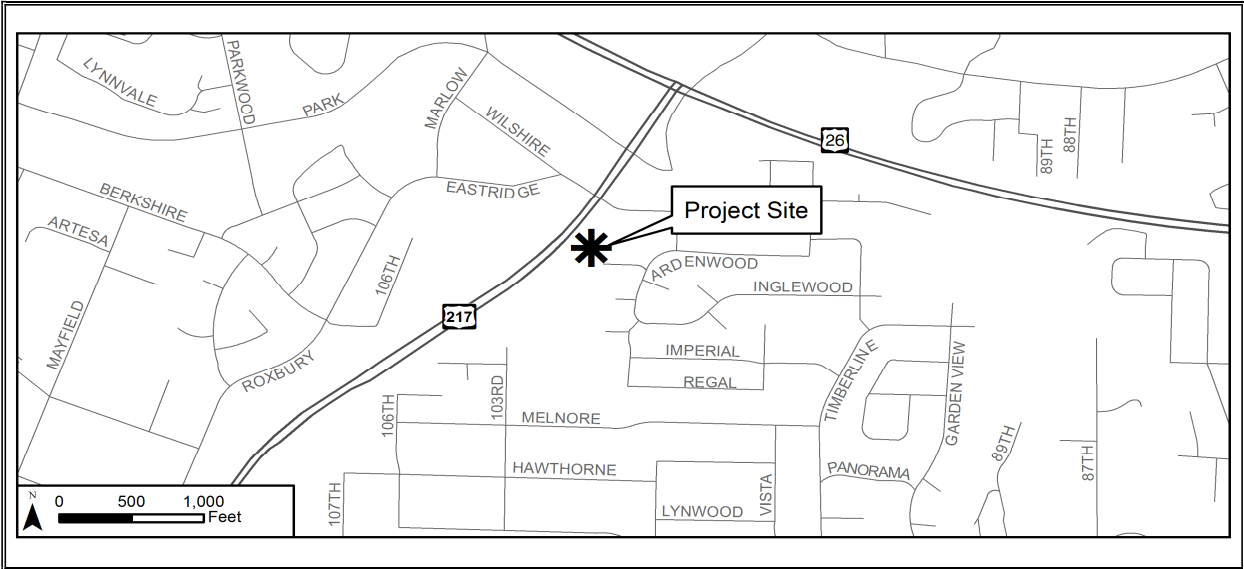 LYNNVALE
PARKWOOD
PARK
MARLOW
WILSHIRE
26
89TH
88TH
BERKSHIRE
EASTRIDGE
Project Site
ARTESA
106TH
ARDENWOOD
INGLEWOOD
217
MAYFIELD
ROXBURY
IMPERIAL
REGAL
TIMBERLINE
GARDEN VIEW
103RD
106TH
MELNORE
89TH
87TH
HAWTHORNE
PANORAMA
VISTA
107TH
LYNWOOD
N
0 500 1,000
Feet